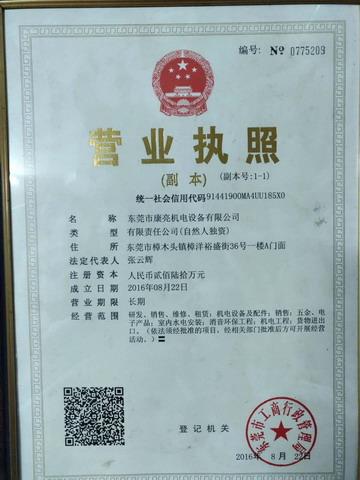 编号: № 0775209
营业执照
(副 本) (副本号:1-1)
统一社会信用代码91441900MA4UU185X0
名称 东莞市康亮机电设备有限公司
类型 有限责任公司(自然人独资)
住所 东莞市樟木头镇樟洋裕盛街36号一楼A门面
法定代表人 张云辉
注册资本 人民币贰佰陆拾万元
成立日期 2016年08月22日
营业期限 长期
经营范围 研发、销售、维修、租赁:机电设备及配件;销售:五金、电
子产品;室内水电安装;消音环保工程;机电工程;货物进出
口。(依法须经批准的项目,经相关部门批准后方可开展经营
活动。)
登记机关
东莞市工商行政管理局
2016年 8月 22日